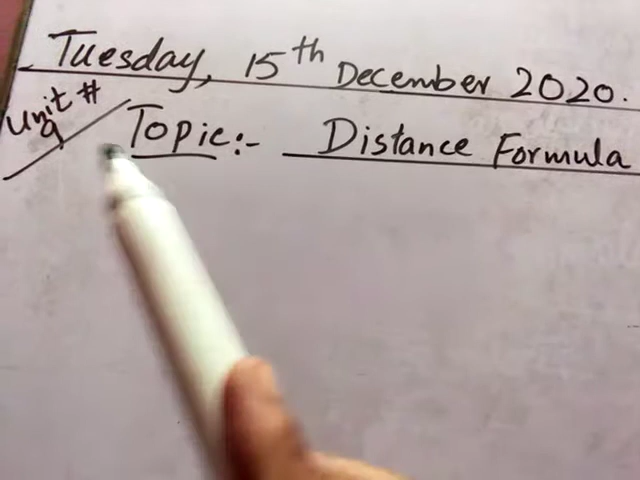 Tuesday, 15th December 2020.
Unit #
9
Topic:- Distance Formula